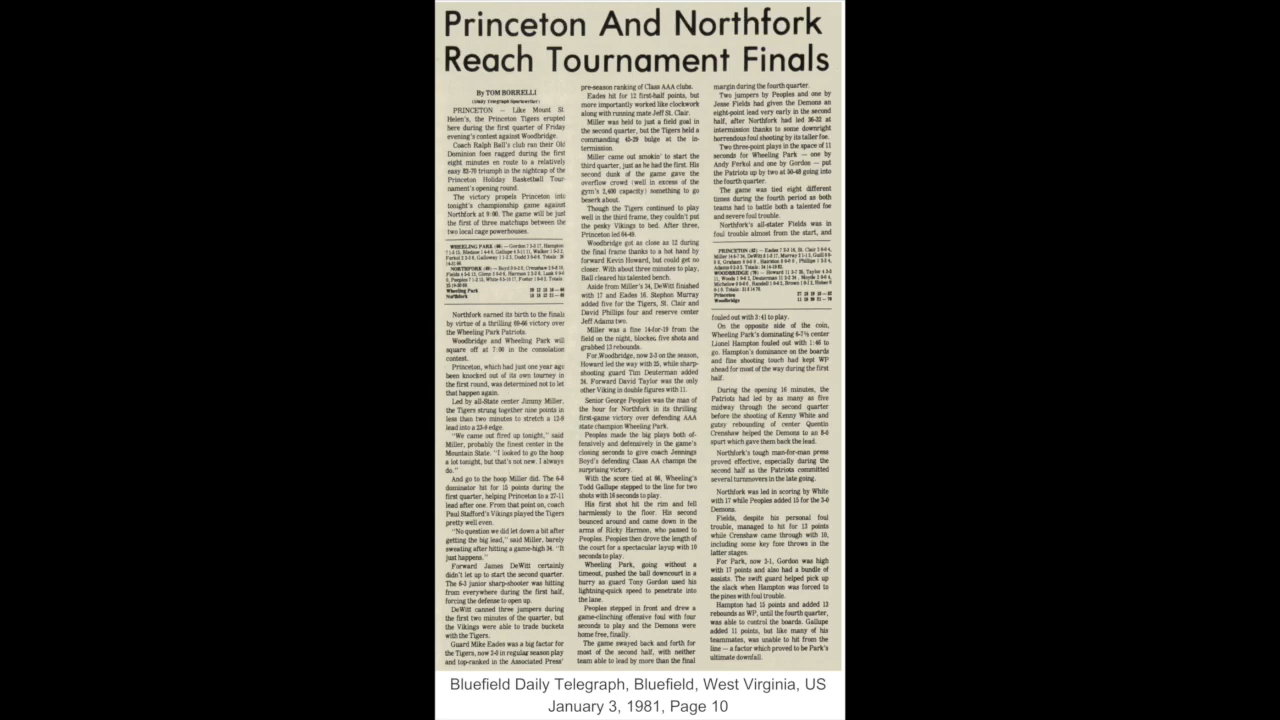 Princeton And Northfork
Reach Tournament Finals
By TOM BORRELLI
(Daily Telegraph Sportswriter)
PRINCETON — Like Mount St.
Helen's, the Princeton Tigers erupted
here during the first quarter of Friday
evening's contest against Woodbridge.
Coach Ralph Ball's club ran their Old
Dominion foes ragged during the first
eight minutes en route to a relatively
easy 82-70 triumph in the nightcap of the
Princeton Holiday Basketball Tour-
nament's opening round.
The victory propels Princeton into
tonight's championship game against
Northfork at 9:00. The game will be just
the first of three matchups between the
two local cage powerhouses.
WHEELING PARK (66) — Gordon 7 3-2 17, Hampton
Wheeling Park
Northfork
Northfork earned its birth to the finals
by virtue of a thrilling 69-66 victory over
the Wheeling Park Patriots.
Woodbridge and Wheeling Park will
square off at 7:00 in the consolation
contest.
Princeton, which had just one year ago
been knocked out of its own tourney in
the first round, was determined not to let
that happen again.
Led by all-State center Jimmy Miller,
the Tigers strung together nine points in
less than two minutes to stretch a 12-9
lead into a 23-9 edge.
"We came out fired up tonight," said
Miller, probably the finest center in the
Mountain State. "I looked to go the hoop
a lot tonight, but that's not new. I always
do."
And go to the hoop Miller did. The 6-8
dominator hit for 15 points during the
first quarter, helping Princeton to a 27-11
lead after one. From that point on, coach
Paul Stafford's Vikings played the Tigers
pretty well even.
"No question we did let down a bit after
getting the big lead," said Miller, barely
sweating after hitting a game-high 34. "It
just happens."
Forward James DeWitt certainly
didn't let up to start the second quarter.
The 6-3 junior sharp-shooter was hitting
from everywhere during the first half,
forcing the defense to open up.
DeWitt canned three jumpers during
the first two minutes of the quarter, but
the Vikings were able to trade buckets
with the Tigers.
Guard Mike Eades was a big factor for
the Tigers, now 3-0 in regular season play
and top-ranked in the Associated Press'
pre-season ranking of Class AAA clubs.
Eades hit for 12 first-half points, but
more importantly worked like clockwork
along with running mate Jeff St. Clair.
Miller was held to just a field goal in
the second quarter, but the Tigers held a
commanding 45-29 bulge at the in-
termission.
Miller came out smokin' to start the
third quarter, just as he had the first. His
second dunk of the game gave the
overflow crowd (well in excess of the
gym's 2,400 capacity) something to go
beserk about.
Though the Tigers continued to play
well in the third frame, they couldn't put
the pesky Vikings to bed. After three,
Princeton led 64-49.
Woodbridge got as close as 12 during
the final frame thanks to a hot hand by
forward Kevin Howard, but could get no
closer. With about three minutes to play,
Ball cleared his talented bench.
Aside from Miller's 34, DeWitt finished
with 17 and Eades 16. Stephon Murray
added five for the Tigers, St. Clair and
David Phillips four and reserve center
Jeff Adams two.
Miller was a fine 14-for-19 from the
field on the night, blocked five shots and
grabbed 13 rebounds.
For Woodbridge, now 2-3 on the season,
Howard led the way with 25, while sharp-
shooting guard Tim Deuterman added
24. Forward David Taylor was the only
other Viking in double figures with 11.
Senior George Peoples was the man of
the hour for Northfork in its thrilling
first-game victory over defending AAA
state champion Wheeling Park.
Peoples made the big plays both of-
fensively and defensively in the game's
closing seconds to give coach Jennings
Boyd's defending Class AA champs the
surprising victory.
With the score tied at 66, Wheeling's
Todd Gallupe stepped to the line for two
shots with 16 seconds to play.
His first shot hit the rim and fell
harmlessly to the floor. His second
bounced around and came down in the
arms of Ricky Harmon, who passed to
Peoples. Peoples then drove the length of
the court for a spectacular layup with 10
seconds to play.
Wheeling Park, going without a
timeout, pushed the ball downcourt in a
hurry as guard Tony Gordon used his
lightning-quick speed to penetrate into
the lane.
Peoples stepped in front and drew a
game-clinching offensive foul with four
seconds to play and the Demons were
home free, finally.
The game swayed back and forth for
most of the second half, with neither
team able to lead by more than the final
margin during the fourth quarter.
Two jumpers by Peoples and one by
Jesse Fields had given the Demons an
eight-point lead very early in the second
half, after Northfork had led 36-32 at
intermission thanks to some downright
horrendous foul shooting by its taller foe.
Two three-point plays in the space of 11
seconds for Wheeling Park — one by
Andy Ferkol and one by Gordon — put
the Patriots up by two at 50-48 going into
the fourth quarter.
The game was tied eight different
times during the fourth period as both
teams had to battle both a talented foe
and severe foul trouble.
Northfork's all-stater Fields was in
foul trouble almost from the start, and
PRINCETON (82) — Eades 7 2-3 16, St. Clair 2 0-0 4,
Princeton
Woodbridge
fouled out with 3:41 to play.
On the opposite side of the coin,
Wheeling Park's dominating 6-7½ center
Lionel Hampton fouled out with 1:46 to
go. Hampton's dominance on the boards
and fine shooting touch had kept WP
ahead for most of the way during the first
half.
During the opening 16 minutes, the
Patriots had led by as many as five
midway through the second quarter
before the shooting of Kenny White and
gutsy rebounding of center Quentin
Crenshaw helped the Demons to an 8-0
spurt which gave them back the lead.
Northfork's tough man-for-man press
proved effective, especially during the
second half as the Patriots committed
several turnovers in the late going.
Northfork was led in scoring by White
with 17 while Peoples added 15 for the 3-0
Demons.
Fields, despite his personal foul
trouble, managed to hit for 13 points
while Crenshaw came through with 10,
including some key free throws in the
latter stages.
For Park, now 3-1, Gordon was high
with 17 points and also had a bundle of
assists. The swift guard helped pick up
the slack when Hampton was forced to
the pines with foul trouble.
Hampton had 15 points and added 13
rebounds as WP, until the fourth quarter,
was able to control the boards. Gallupe
added 11 points, but like many of his
teammates, was unable to hit from the
line — a factor which proved to be Park's
ultimate downfall.
Bluefield Daily Telegraph, Bluefield, West Virginia, US
January 3, 1981, Page 10